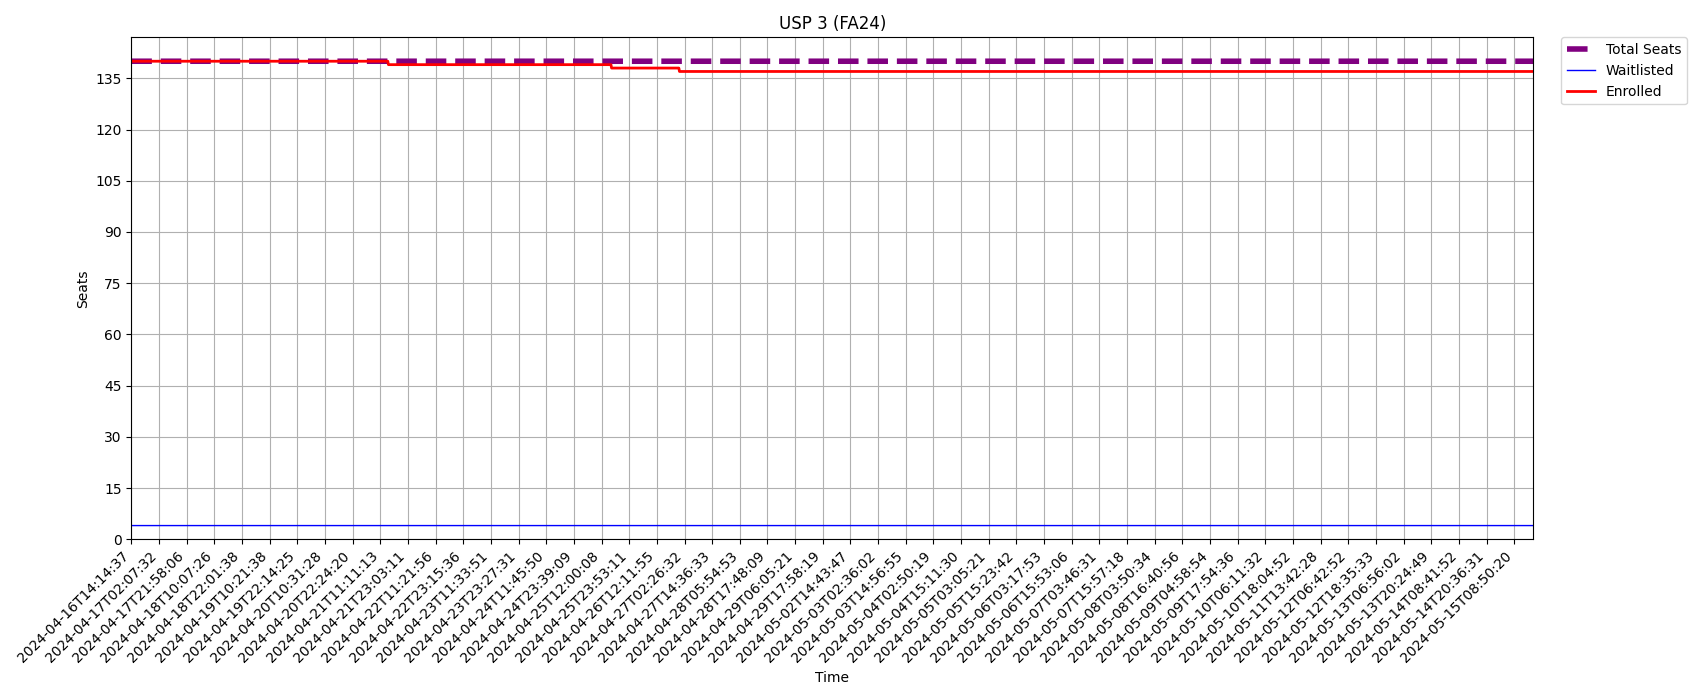 USP 3 (FA24)
Total Seats
Waitlisted
Enrolled
Seats
135
120
105
90
75
60
45
30
15
0
2024-04-16T14:14:37
2024-04-17T02:07:32
2024-04-17T21:58:06
2024-04-18T10:07:26
2024-04-18T22:01:38
2024-04-19T10:21:38
2024-04-19T22:14:25
2024-04-20T10:31:28
2024-04-20T22:24:20
2024-04-21T11:11:13
2024-04-21T23:03:11
2024-04-22T11:21:56
2024-04-22T23:15:36
2024-04-23T11:33:51
2024-04-23T23:27:31
2024-04-24T11:45:50
2024-04-24T23:39:09
2024-04-25T12:00:08
2024-04-25T23:53:11
2024-04-26T12:11:55
2024-04-27T02:26:32
2024-04-27T14:36:33
2024-04-28T05:54:53
2024-04-28T17:48:09
2024-04-29T06:05:21
2024-04-29T17:58:19
2024-05-02T14:43:47
2024-05-03T02:36:02
2024-05-03T14:56:55
2024-05-04T02:50:19
2024-05-04T15:11:30
2024-05-05T03:05:21
2024-05-05T15:23:42
2024-05-06T03:17:53
2024-05-06T15:53:06
2024-05-07T03:46:31
2024-05-07T15:57:18
2024-05-08T03:50:34
2024-05-08T16:40:56
2024-05-09T04:58:54
2024-05-09T17:54:36
2024-05-10T06:11:32
2024-05-10T18:04:52
2024-05-11T13:42:28
2024-05-12T06:42:52
2024-05-12T18:35:33
2024-05-13T06:56:02
2024-05-13T20:24:49
2024-05-14T08:41:52
2024-05-14T20:36:31
2024-05-15T08:50:20
Time